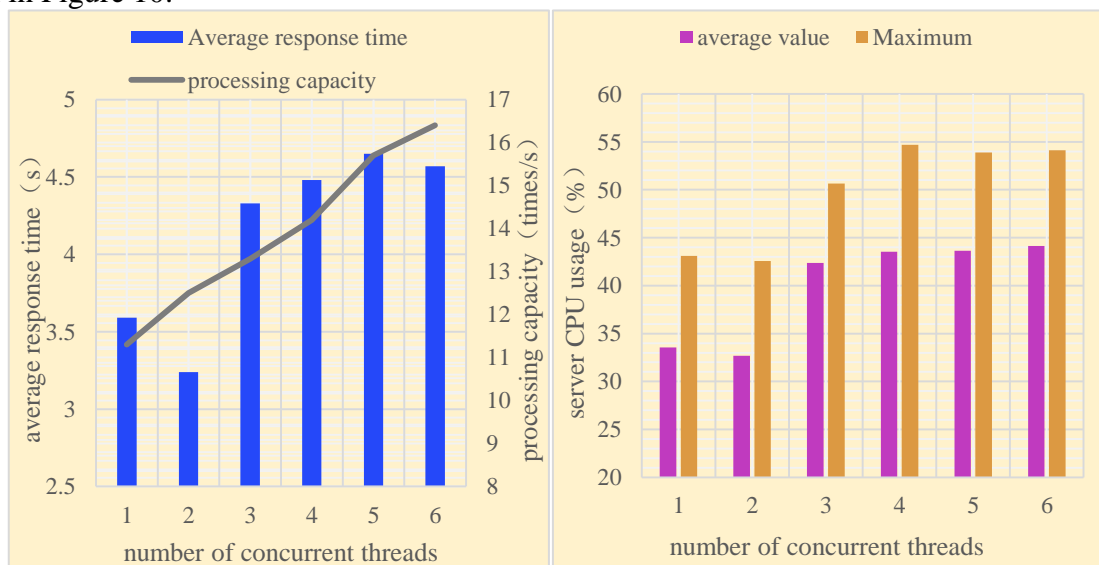 in Figure 10.
Average response time
processing capacity
5
4.5
4
3.5
3
2.5
average response time（s）
17
16
15
14
13
12
11
10
9
8
processing capacity（times/s）
1 2 3 4 5 6
number of concurrent threads
average value Maximum
60
55
50
45
40
35
30
25
20
server CPU usage（%）
1 2 3 4 5 6
number of concurrent threads